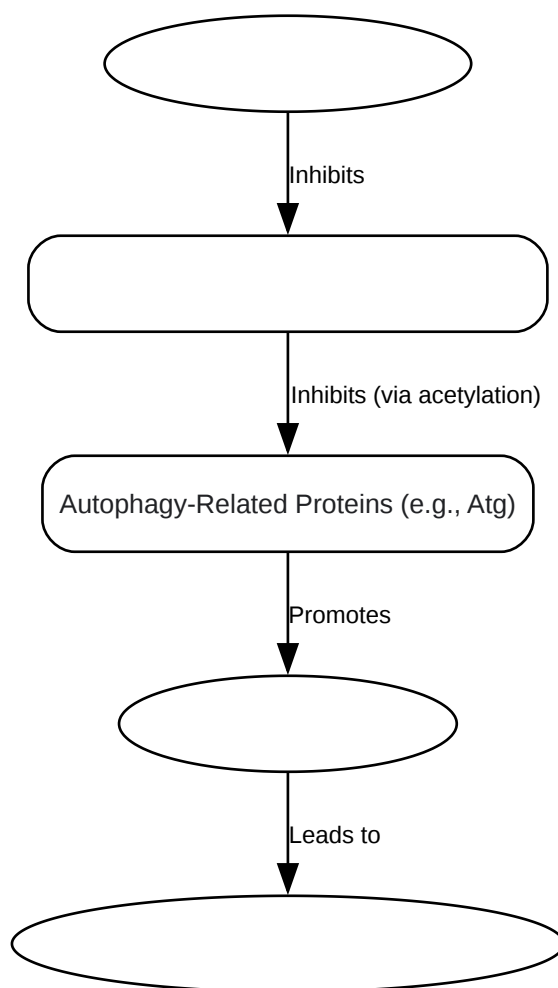 Inhibits
Inhibits (via acetylation)
Autophagy-Related Proteins (e.g., Atg)
Promotes
Leads to